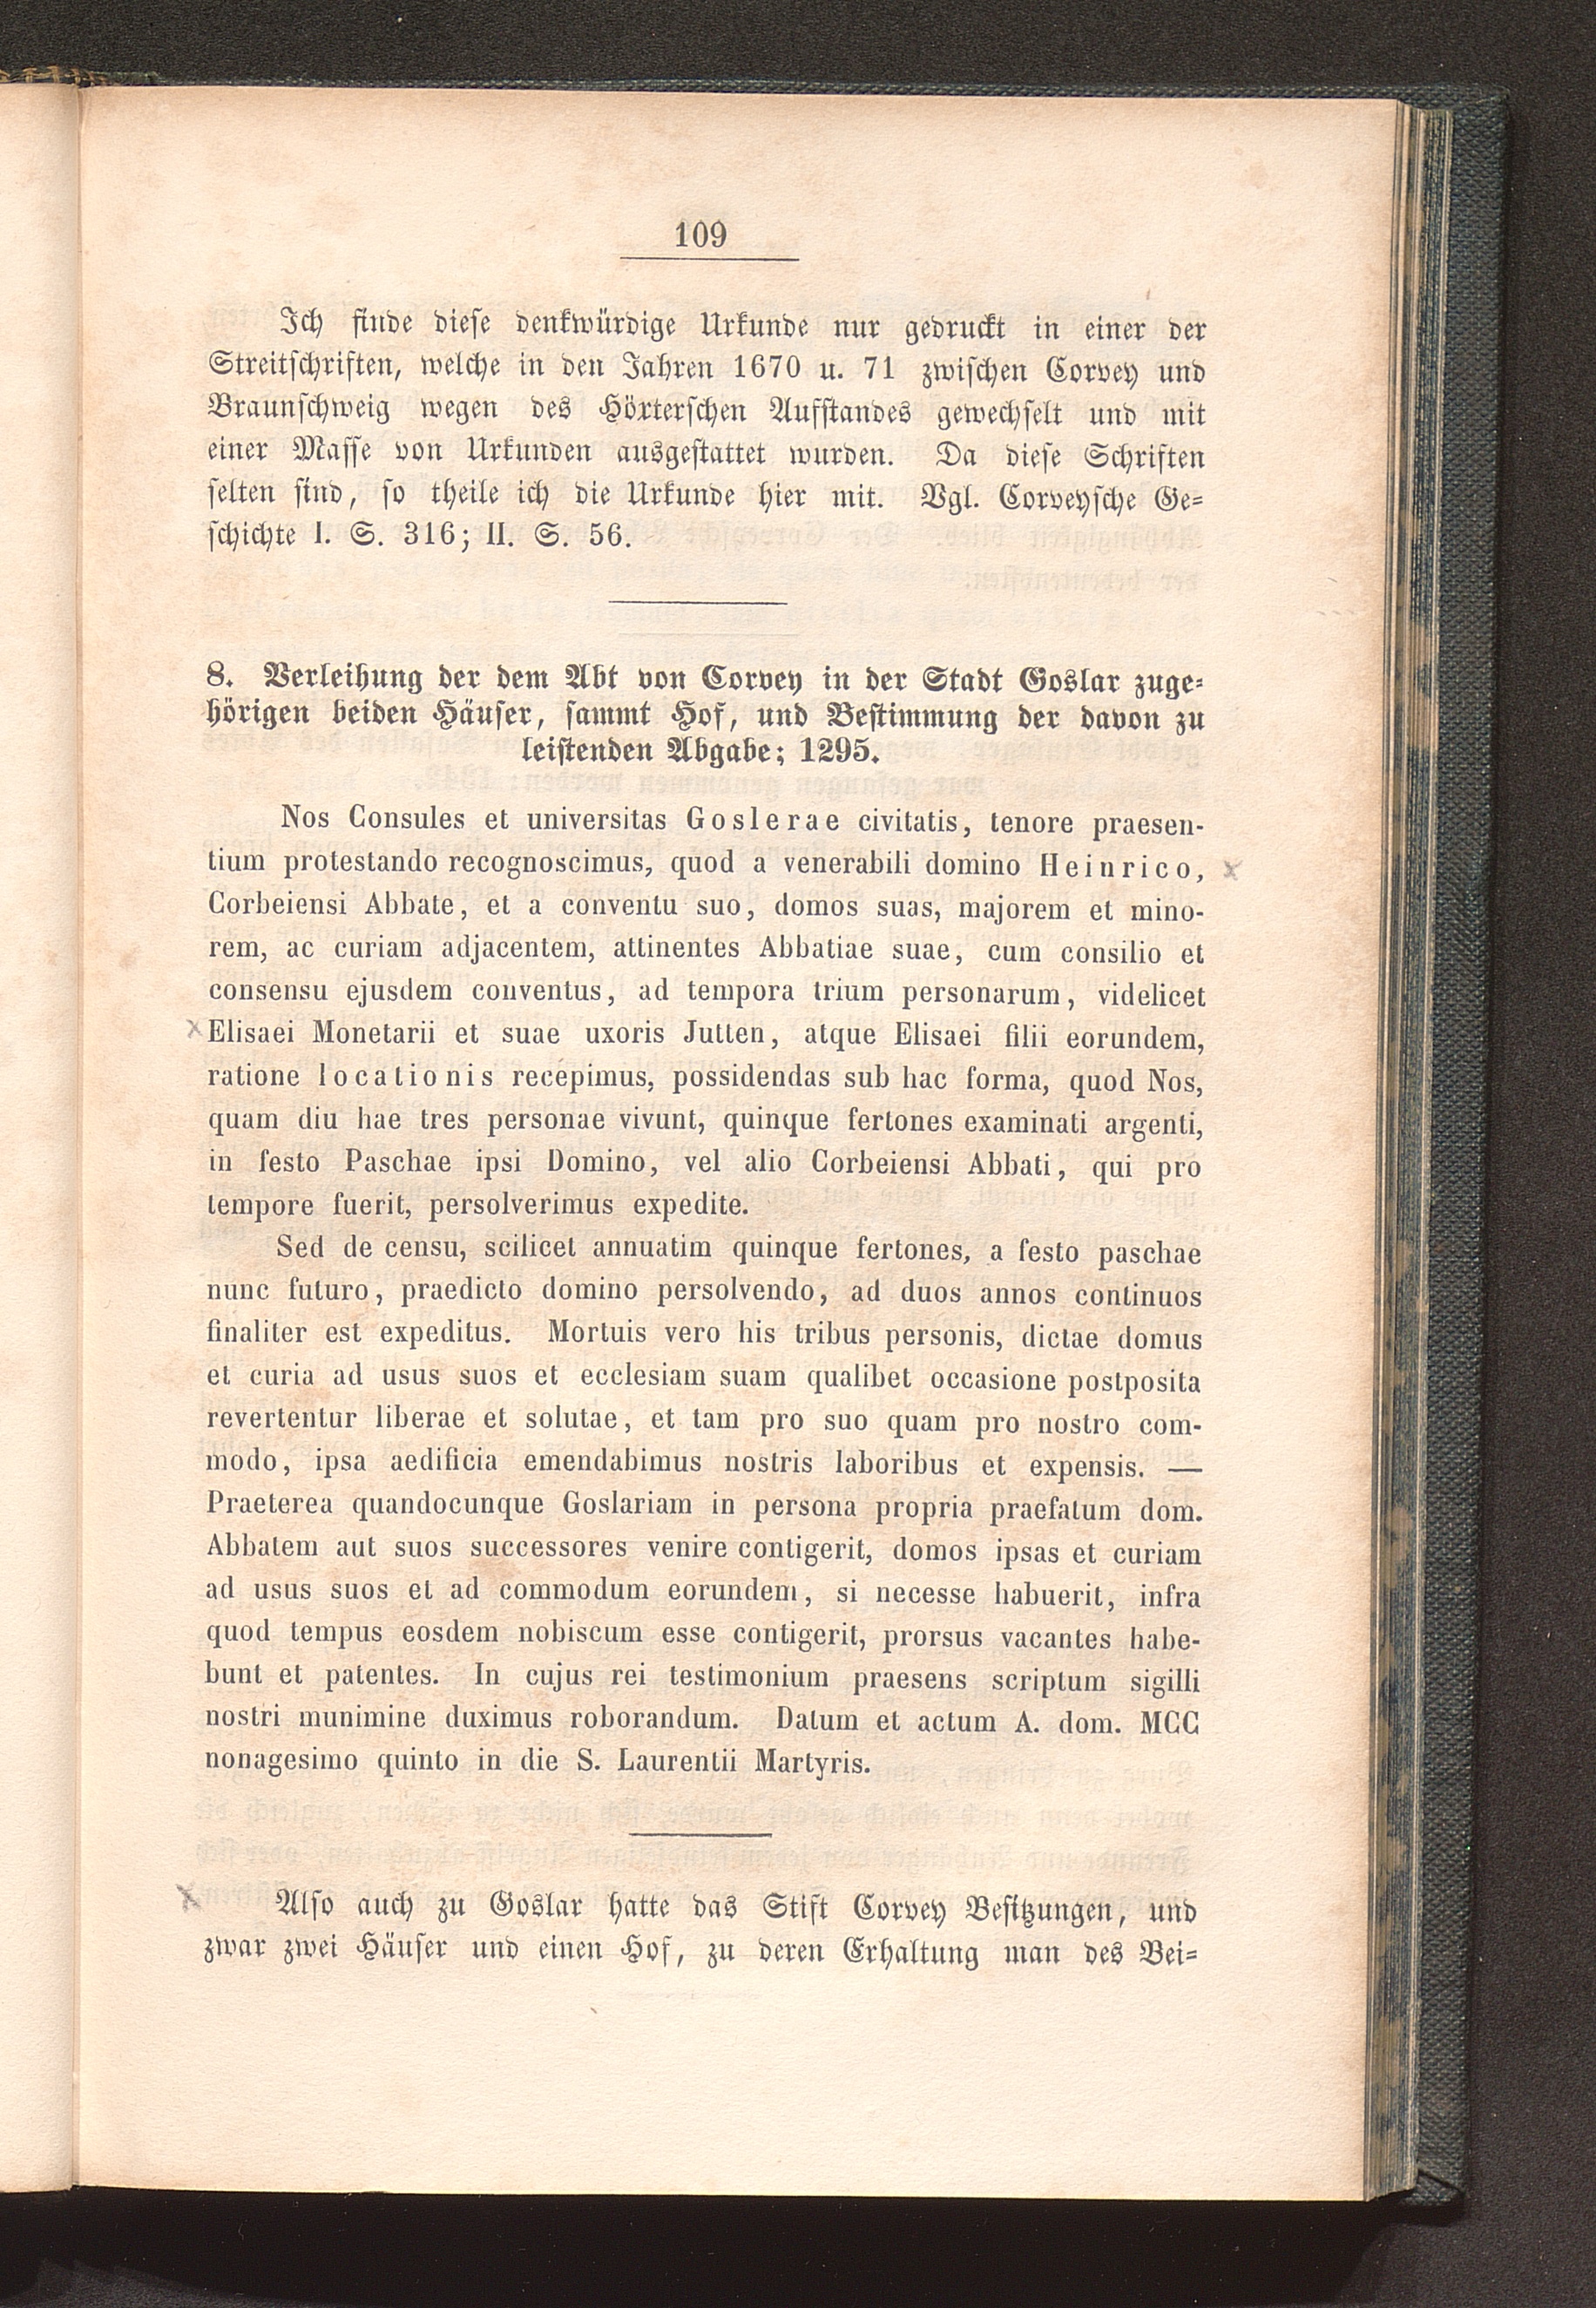 109
Ich finde diese denkwürdige Urkunde nur gedruckt in einer der
Streitschriften, welche in den Jahren 1670 u. 71 zwischen Corvey und
Braunschweig wegen des Hörterschen Aufstandes gewechselt und mit
einer Masse von Urkunden ausgestattet wurden. Da diese Schriften
selten sind, so theile ich die Urkunde hier mit. Vgl. Corveysche Ge-
schichte I. S. 316; II. S. 56.
8. Verleihung der dem Abt von Corvey in der Stadt Goslar zuge-
hörigen beiden Häuser, sammt Hof, und Bestimmung der davon zu
leistenden Abgabe; 1295.
Nos Consules et universitas Goslerae civitatis, tenore praesen-
tium protestando recognoscimus, quod a venerabili domino Heinrico,
Corbeiensi Abbate, et a conventu suo, domos suas, majorem et mino-
rem, ac curiam adjacentem, attinentes Abbatiae suae, cum consilio et
consensu ejusdem conventus, ad tempora trium personarum, videlicet
Elisaei Monetarii et suae uxoris Jutten, atque Elisaei filii eorundem,
ratione locationis recépimus, possidendas sub hac forma, quod Nos,
quam diu hae tres personae vivunt, quinque fertones examinati argenti,
in festo Paschae ipsi Domino, vel alio Corbeiensi Abbati, qui pro
tempore fuerit, persolverimus expedite.
Sed de censu, scilicet annuatim quinque fertones, a festo paschae
nunc futuro, praedicto domino persolvendo, ad duos annos continuos
finaliter est expeditus. Mortuis vero his tribus personis, dictae domus
et curia ad usus suos et ecclesiam suam qualibet occasione postposita
revertentur liberae et solutae, et tam pro suo quam pro nostro com-
modo, ipsa aedificia emendabimus nostris laboribus et expensis. —
Praeterea quandocunque Goslariam in persona propria praefatum dom.
Abbatem aut suos successores venire contigerit, domos ipsas et curiam
ad usus suos et ad commodum eorundem, si necesse habuerit, infra
quod tempus eosdem nobiscum esse contigerit, prorsus vacantes habe-
bunt et patentes. In cujus rei testimonium praesens scriptum sigilli
nostri munimine duximus roborandum. Datum et actum A. dom. MCC
nonagesimo quinto in die S. Laurentii Martyris.
Also auch zu Goslar hatte das Stift Corvey Besitzungen, und
zwar zwei Häuser und einen Hof, zu deren Erhaltung man des Bei-